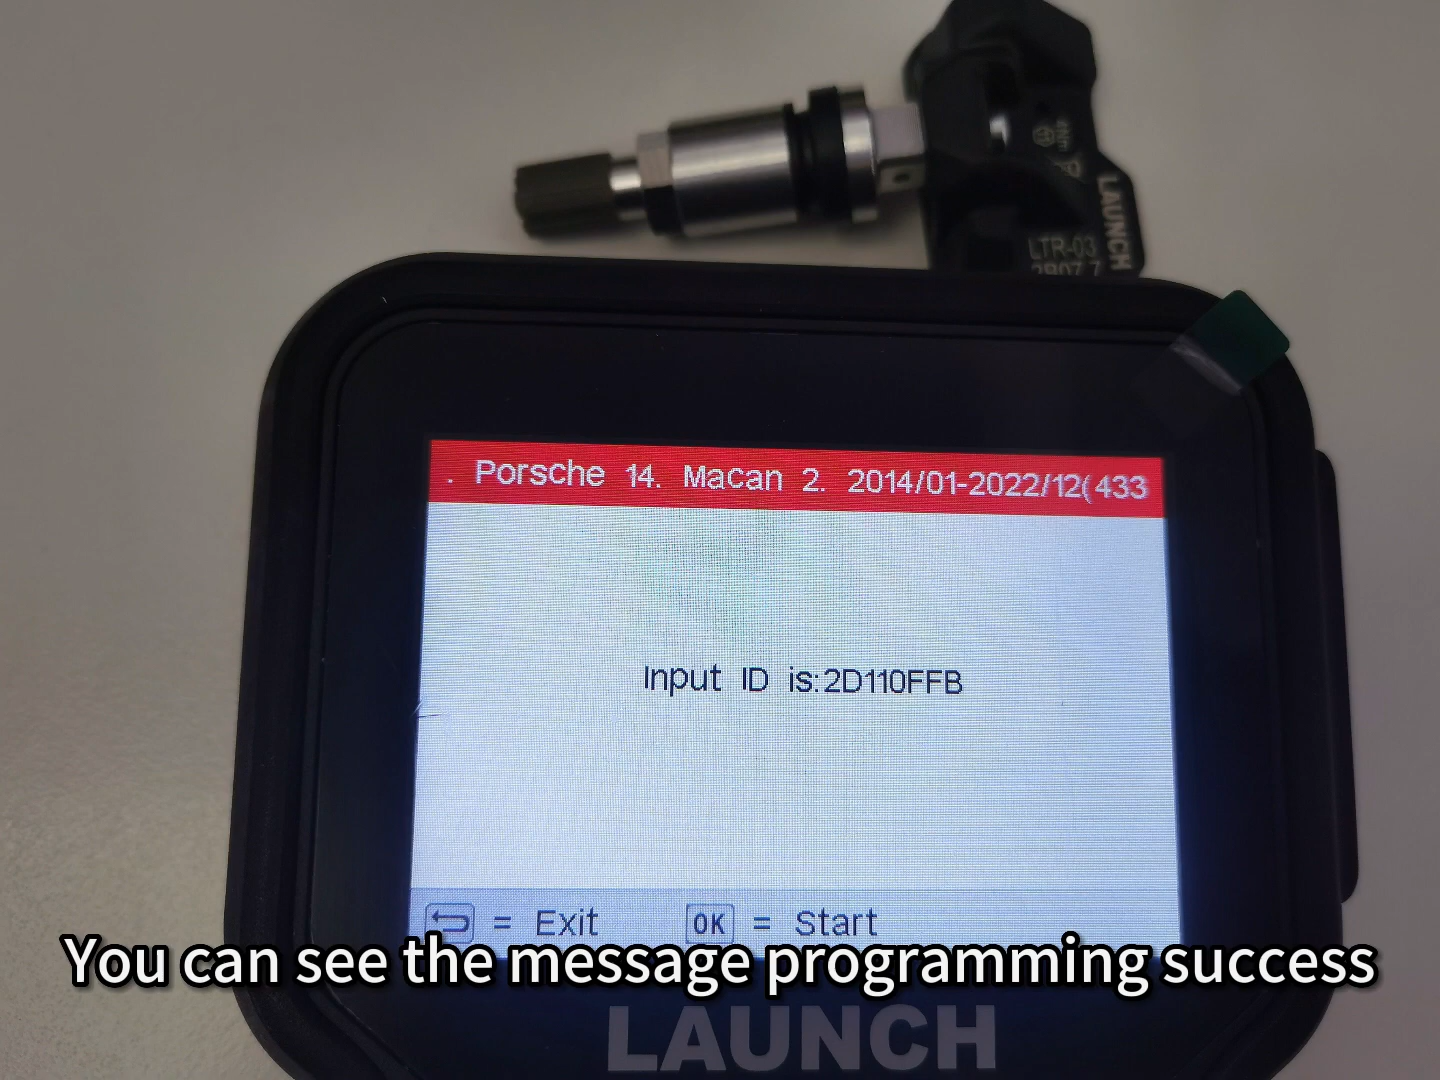 4Nm
LAUNCH
LTR-03
. Porsche 14. Macan 2. 2014/01-2022/12(433
Input ID is:2D110FFB
= Exit OK = Start
You can see the message programming success
LAUNCH